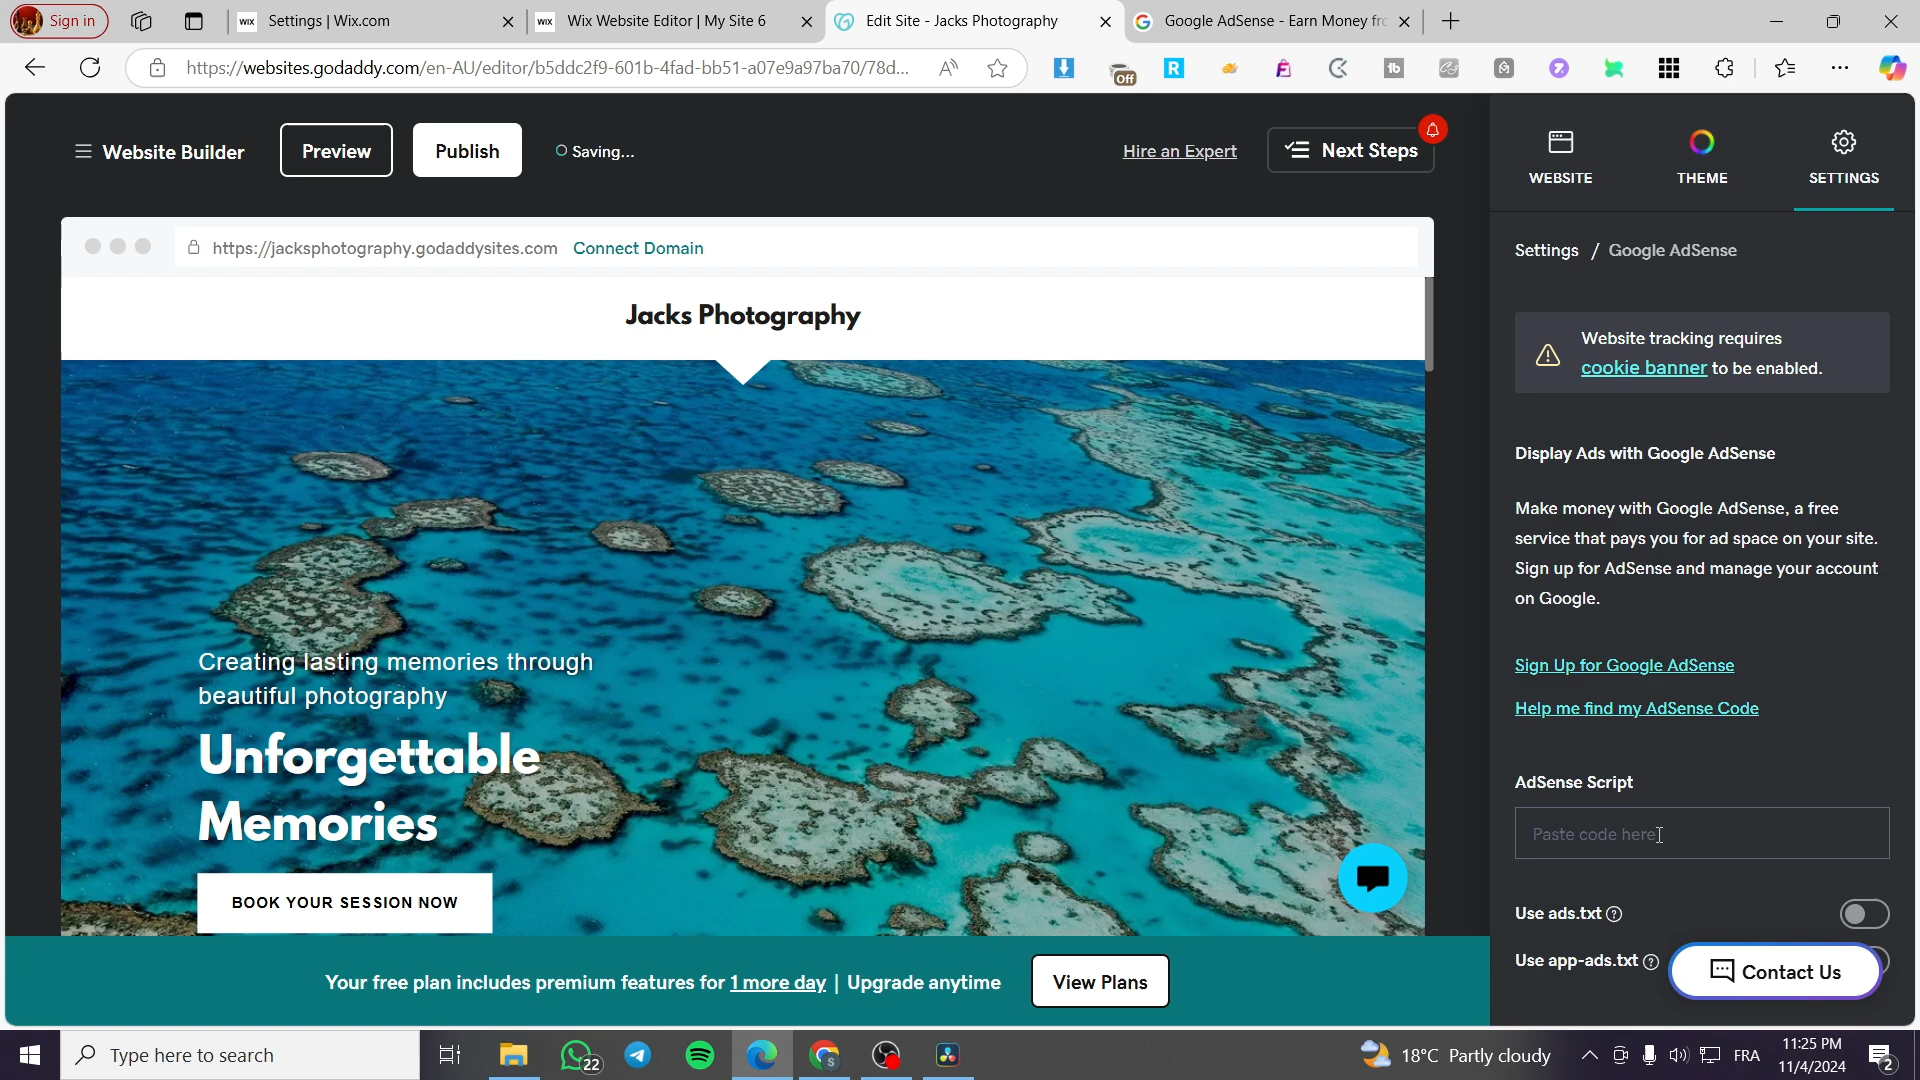 Sign in
Settings | Wix.com
Wix Website Editor | My Site 6
Edit Site - Jacks Photography
Google AdSense - Earn Money fr
https://websites.godaddy.com/en-AU/editor/b5ddc2f9-601b-4fad-bb51-a07e9a97ba70/78d...
Off
Website Builder
Preview
Publish
Saving...
Hire an Expert
Next Steps
WEBSITE
THEME
SETTINGS
https://jacksphotography.godaddysites.com Connect Domain
Settings / Google AdSense
Jacks Photography
Website tracking requires
cookie banner to be enabled.
Display Ads with Google AdSense
Make money with Google AdSense, a free
service that pays you for ad space on your site.
Sign up for AdSense and manage your account
on Google.
Sign Up for Google AdSense
Help me find my AdSense Code
AdSense Script
Paste code here
Use ads.txt
Use app-ads.txt
Contact Us
Creating lasting memories through
beautiful photography
Unforgettable
Memories
BOOK YOUR SESSION NOW
Your free plan includes premium features for 1 more day | Upgrade anytime
View Plans
Type here to search
22
18°C Partly cloudy
FRA
11:25 PM
11/4/2024
2